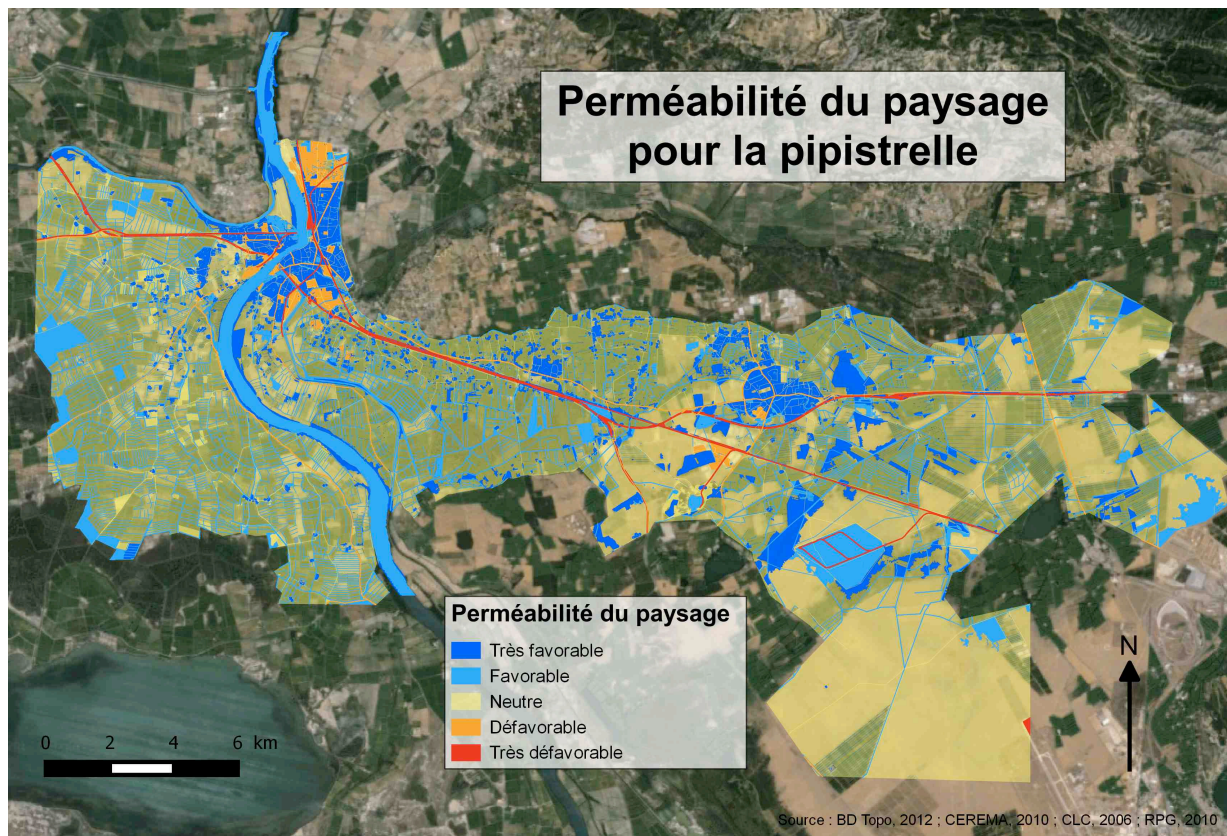 Perméabilité du paysage
pour la pipistrelle
Perméabilité du paysage
Très favorable
Favorable
Neutre
Défavorable
Très défavorable
N
0 2 4 6 km
Source : BD Topo, 2012 ; CEREMA, 2010 ; CLC, 2006 ; RPG, 2010